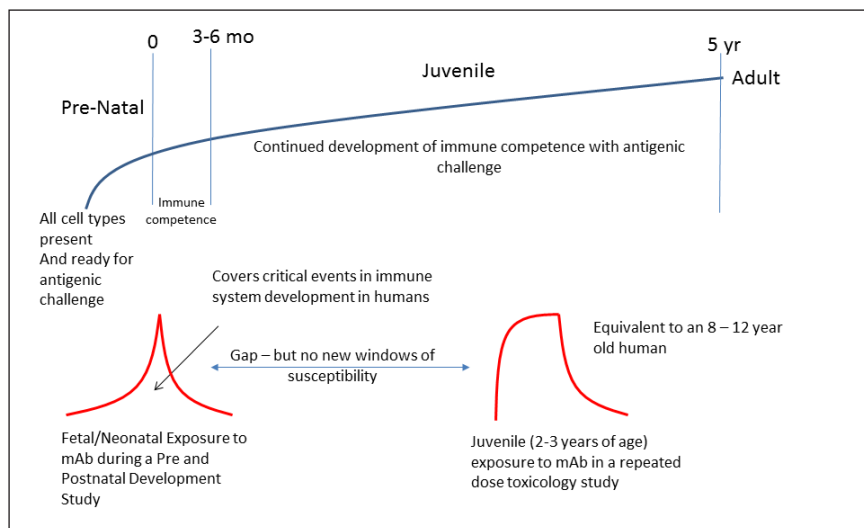 0
3-6 mo
5 yr
Pre-Natal
Juvenile
Adult
Continued development of immune competence with antigenic
challenge
Immune
competence
All cell types
present
And ready for
antigenic
challenge
Covers critical events in immune
system development in humans
Gap – but no new windows of
susceptibility
Equivalent to an 8 – 12 year
old human
Fetal/Neonatal Exposure to
mAb during a Pre and
Postnatal Development
Study
Juvenile (2-3 years of age)
exposure to mAb in a repeated
dose toxicology study